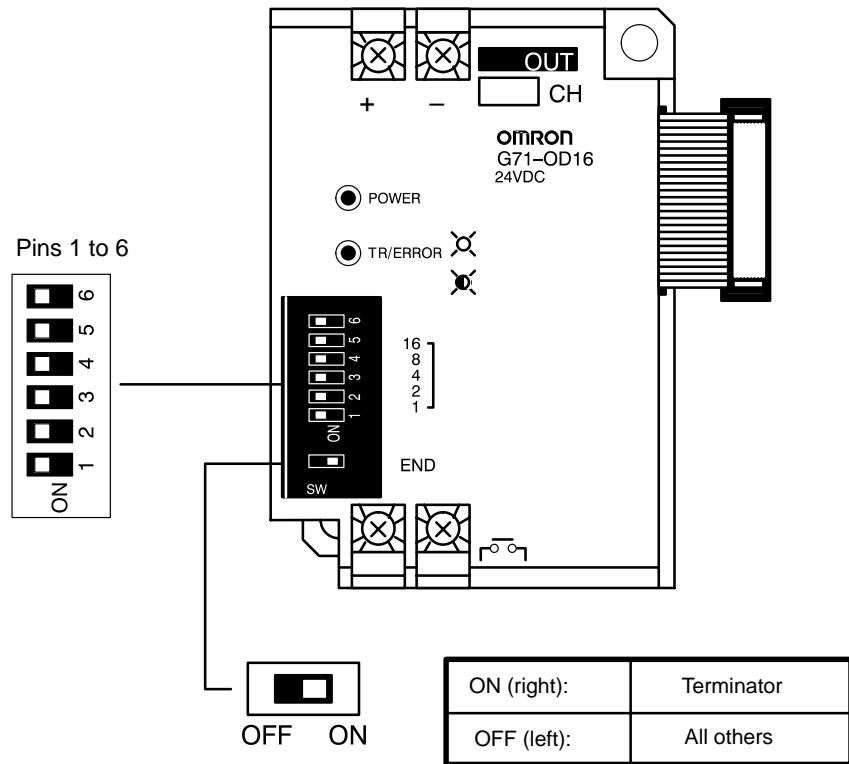 OUT
+ –
CH
OMRON
G71–OD16
24VDC
POWER
TR/ERROR
Pins 1 to 6
6
5
4
3
2
1
ON
6
5
4
3
2
1
ON
SW
16
8
4
2
1
END
OFF ON
ON (right): Terminator
OFF (left): All others